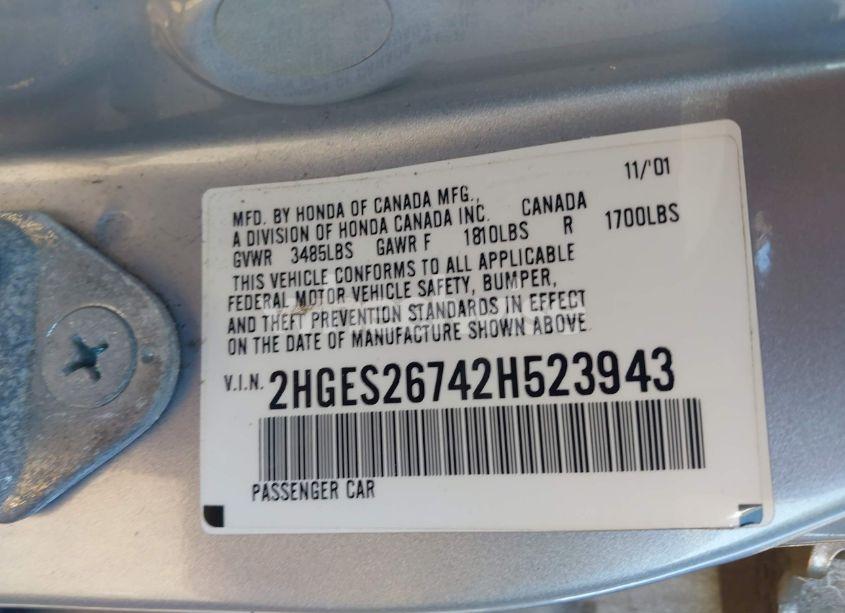 11/'01
MFD. BY HONDA OF CANADA MFG.,
A DIVISION OF HONDA CANADA INC. CANADA
GVWR 3485LBS GAWR F 1810LBS R 1700LBS
THIS VEHICLE CONFORMS TO ALL APPLICABLE
FEDERAL MOTOR VEHICLE SAFETY, BUMPER,
AND THEFT PREVENTION STANDARDS IN EFFECT
ON THE DATE OF MANUFACTURE SHOWN ABOVE.
V.I.N. 2HGES26742H523943
PASSENGER CAR